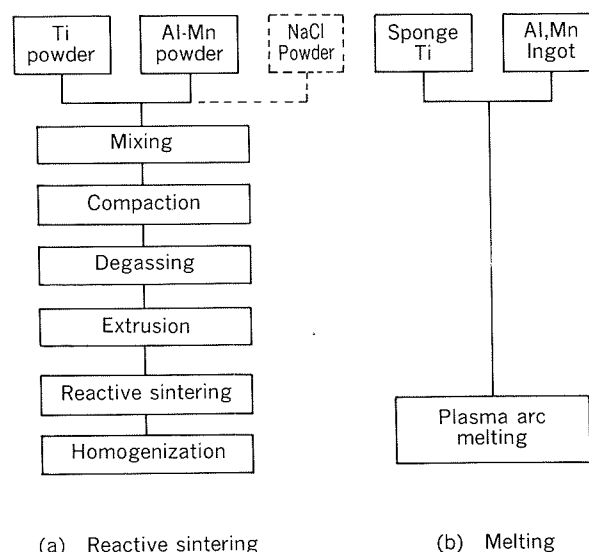 Ti
powder
Al-Mn
powder
NaCl
Powder
Sponge
Ti
Al,Mn
Ingot
Mixing
Compaction
Degassing
Extrusion
Reactive sintering
Homogenization
Plasma arc
melting
(a) Reactive sintering
(b) Melting